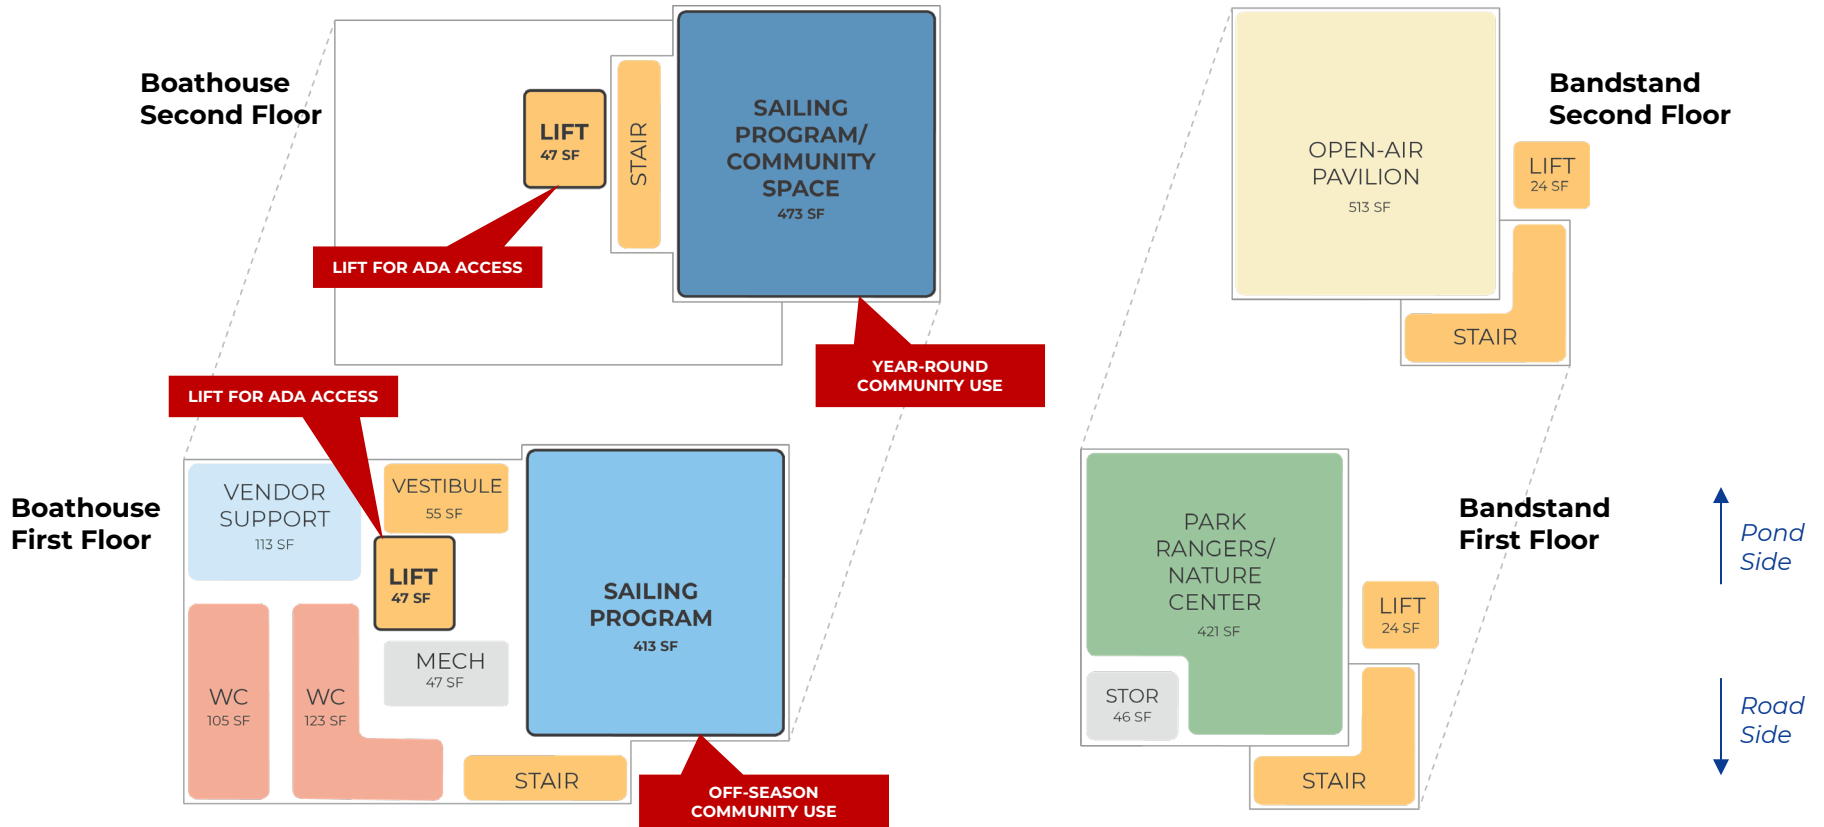 Boathouse
Second Floor
LIFT
47 SF
STAIR
SAILING
PROGRAM/
COMMUNITY
SPACE
473 SF
LIFT FOR ADA ACCESS
YEAR-ROUND
COMMUNITY USE
OPEN-AIR
PAVILION
513 SF
Bandstand
Second Floor
LIFT
24 SF
STAIR
LIFT FOR ADA ACCESS
Boathouse
First Floor
VENDOR
SUPPORT
113 SF
VESTIBULE
55 SF
LIFT
47 SF
SAILING
PROGRAM
413 SF
MECH
47 SF
WC
105 SF
WC
123 SF
STAIR
OFF-SEASON
COMMUNITY USE
PARK
RANGERS/
NATURE
CENTER
421 SF
Bandstand
First Floor
LIFT
24 SF
STOR
46 SF
STAIR
Pond
Side
Road
Side